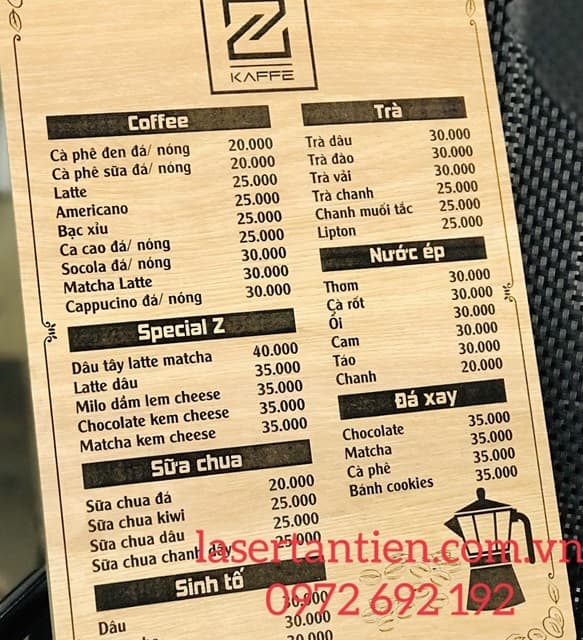 Z
KAFFE
Coffee
Cà phê đen đá/ nóng 20.000
Cà phê sữa đá/ nóng 20.000
Latte 25.000
Americano 25.000
Bạc xỉu 25.000
Ca cao đá/ nóng 25.000
Socola đá/ nóng 30.000
Matcha Latte 30.000
Cappucino đá/ nóng 30.000
Special Z
Dâu tây latte matcha 40.000
Latte dâu 35.000
Milo dầm lem cheese 35.000
Chocolate kem cheese 35.000
Matcha kem cheese 35.000
Sữa chua
Sữa chua đá 20.000
Sữa chua kiwi 25.000
Sữa chua dâu 25.000
Sữa chua chanh dây 25.000
Sinh tố
Dâu 30.000
30.000
30.000
Trà
Trà dâu 30.000
Trà đào 30.000
Trà vải 30.000
Trà chanh 25.000
Chanh muối tắc 25.000
Lipton 25.000
Nước ép
Thơm 30.000
Cà rốt 30.000
Ổi 30.000
Cam 30.000
Táo 30.000
Chanh 20.000
Đá xay
Chocolate 35.000
Matcha 35.000
Cà phê 35.000
Bánh cookies 35.000
lasertantien.com.vn
0972 692 192